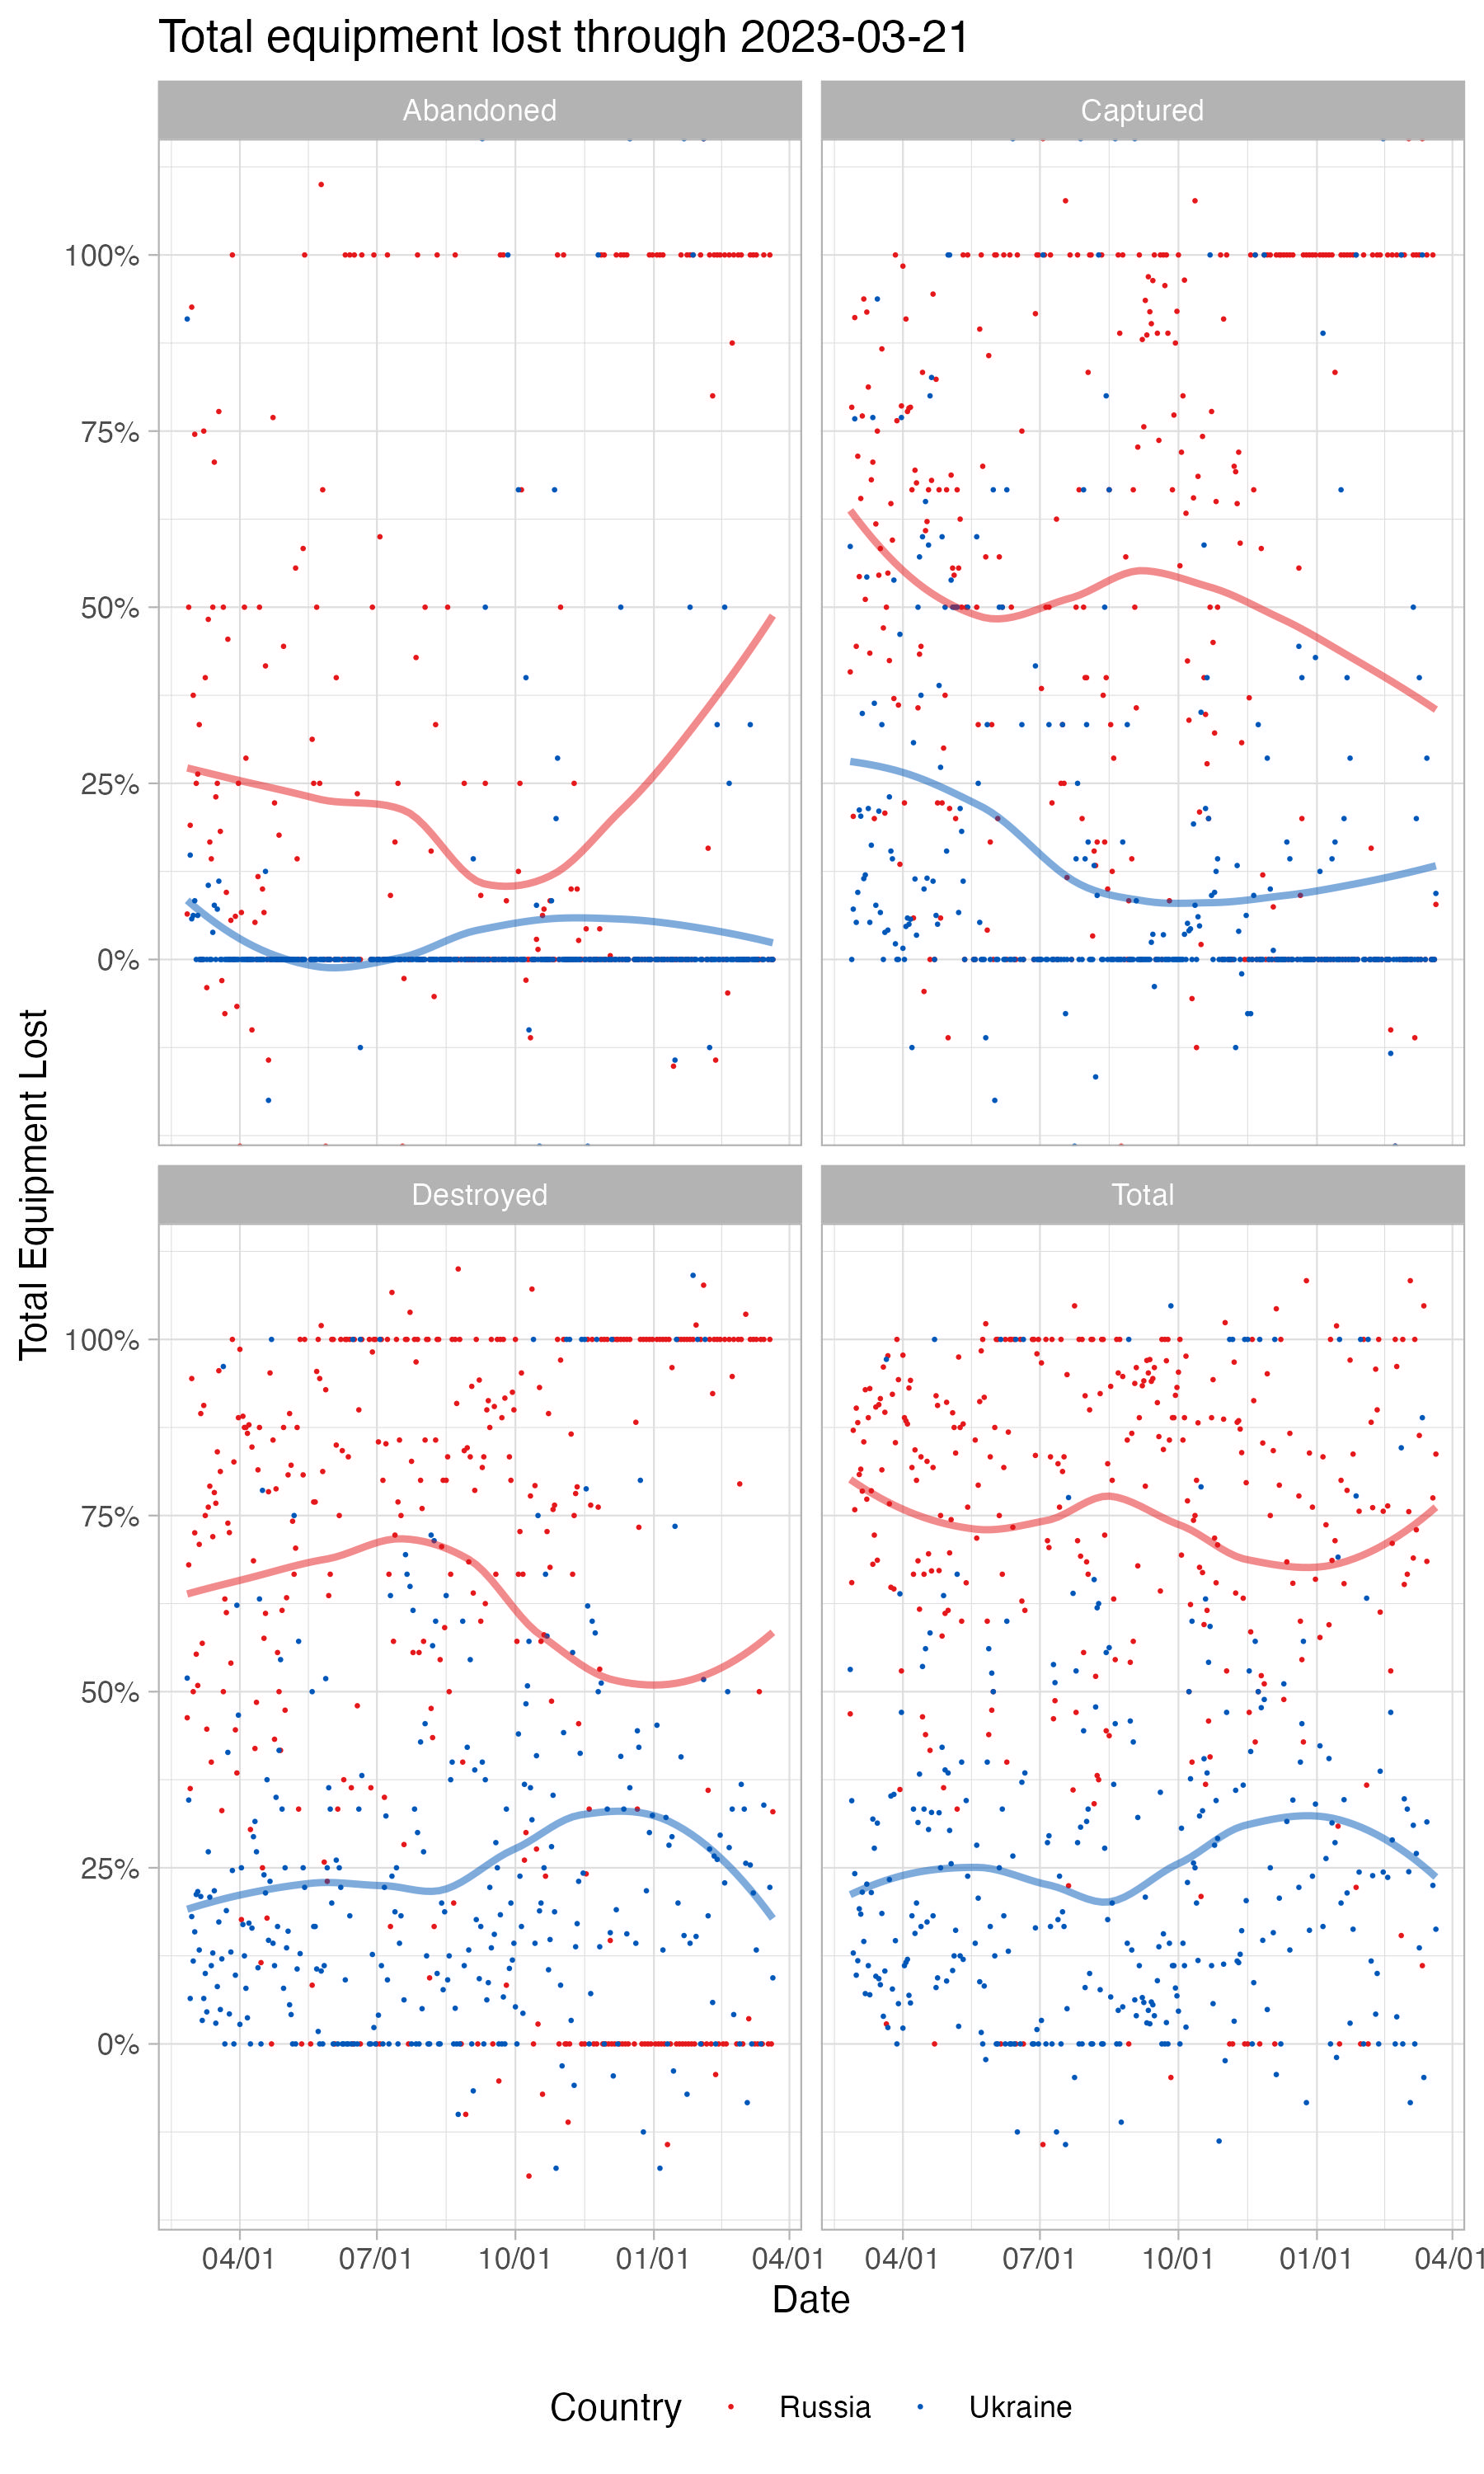 Total equipment lost through 2023-03-21
Abandoned
Captured
100%
75%
50%
25%
0%
Total Equipment Lost
Destroyed
Total
100%
75%
50%
25%
0%
04/01 07/01 10/01 01/01 04/01 04/01 07/01 10/01 01/01 04/01
Date
Country Russia Ukraine